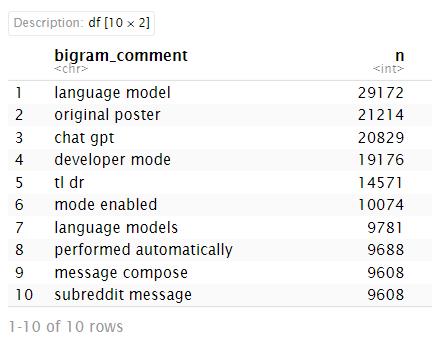 Description: df [10 × 2]
bigram_comment n
<chr> <int>
1 language model 29172
2 original poster 21214
3 chat gpt 20829
4 developer mode 19176
5 tl dr 14571
6 mode enabled 10074
7 language models 9781
8 performed automatically 9688
9 message compose 9608
10 subreddit message 9608
1-10 of 10 rows